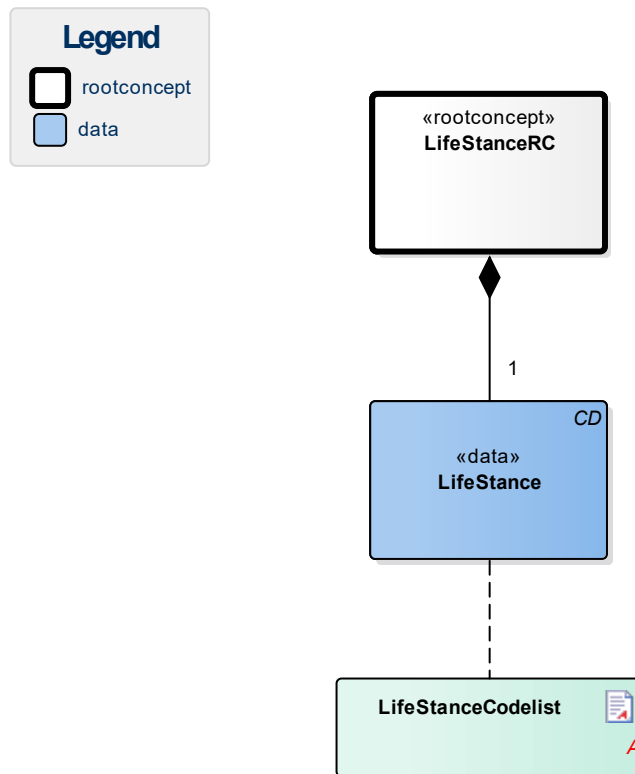 Legend
rootconcept
data
«rootconcept»
LifeStanceRC
1
CD
«data»
LifeStance
LifeStanceCodelist
A